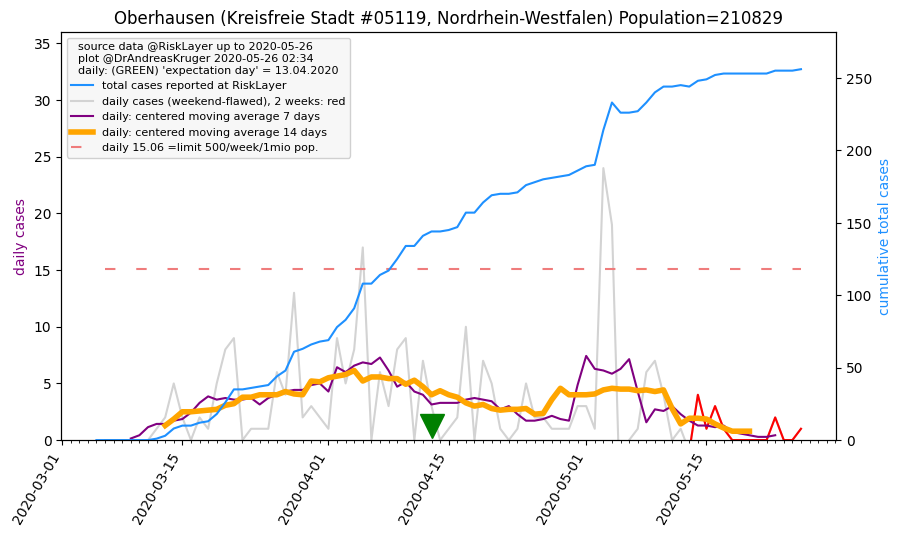 Oberhausen (Kreisfreie Stadt #05119, Nordrhein-Westfalen) Population=210829
source data @RiskLayer up to 2020-05-26
plot @DrAndreasKruger 2020-05-26 02:34
daily: (GREEN) 'expectation day' = 13.04.2020
total cases reported at RiskLayer
daily cases (weekend-flawed), 2 weeks: red
daily: centered moving average 7 days
daily: centered moving average 14 days
daily 15.06 =limit 500/week/1mio pop.
daily cases
35
30
25
20
15
10
5
0
cumulative total cases
250
200
150
100
50
0
2020-03-01
2020-03-15
2020-04-01
2020-04-15
2020-05-01
2020-05-15